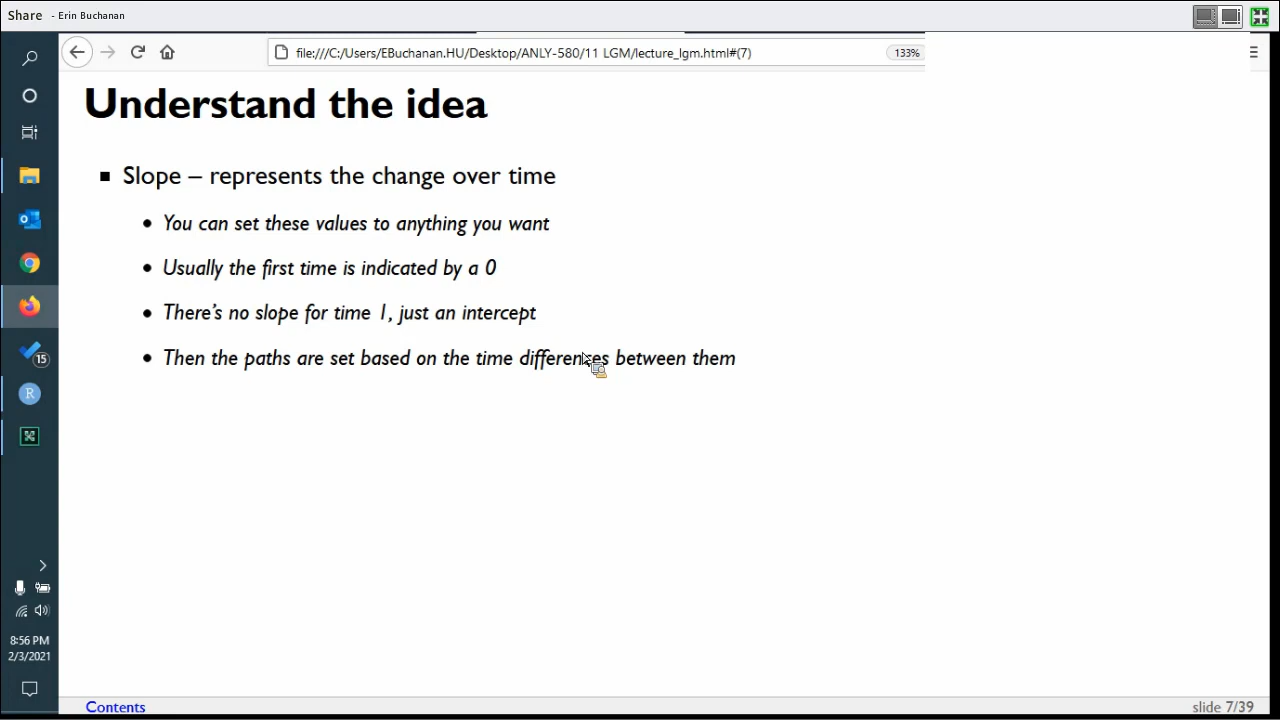 Share - Erin Buchanan
file:///C:/Users/EBuchanan.HU/Desktop/ANLY-580/11 LGM/lecture_lgm.html#(7)
133%
Understand the idea
Slope – represents the change over time
You can set these values to anything you want
Usually the first time is indicated by a 0
There's no slope for time 1, just an intercept
Then the paths are set based on the time differences between them
15
R
8:56 PM
2/3/2021
Contents
slide 7/39